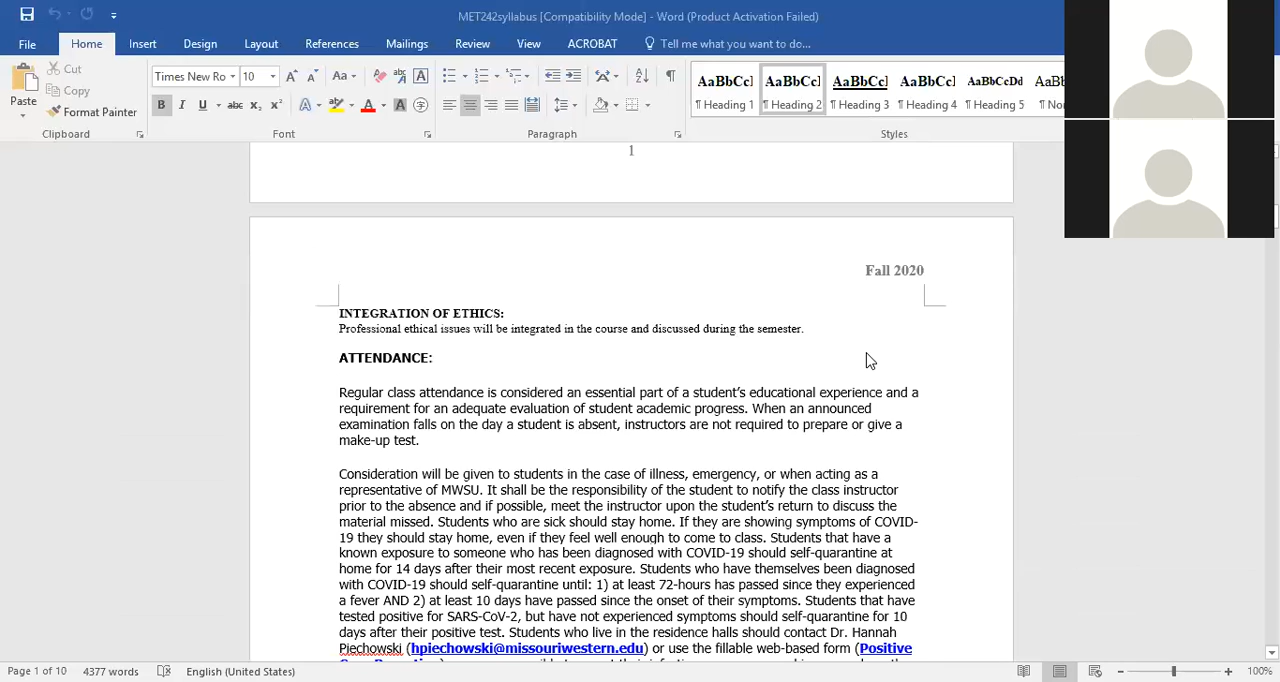 MET242syllabus [Compatibility Mode] - Word (Product Activation Failed)
File Home Insert Design Layout References Mailings Review View ACROBAT Tell me what you want to do...
Paste
Cut
Copy
Format Painter
Times New Ro 10
AaBbCcI AaBbCcI AaBbCcI AaBbCcI AaBbCcDd
¶ Heading 1 ¶ Heading 2 ¶ Heading 3 ¶ Heading 4 ¶ Heading 5
Clipboard Font Paragraph Styles
1
Fall 2020
INTEGRATION OF ETHICS:
Professional ethical issues will be integrated in the course and discussed during the semester.
ATTENDANCE:
Regular class attendance is considered an essential part of a student's educational experience and a
requirement for an adequate evaluation of student academic progress. When an announced
examination falls on the day a student is absent, instructors are not required to prepare or give a
make-up test.
Consideration will be given to students in the case of illness, emergency, or when acting as a
representative of MWSU. It shall be the responsibility of the student to notify the class instructor
prior to the absence and if possible, meet the instructor upon the student's return to discuss the
material missed. Students who are sick should stay home. If they are showing symptoms of COVID-
19 they should stay home, even if they feel well enough to come to class. Students that have a
known exposure to someone who has been diagnosed with COVID-19 should self-quarantine at
home for 14 days after their most recent exposure. Students who have themselves been diagnosed
with COVID-19 should self-quarantine until: 1) at least 72-hours has passed since they experienced
a fever AND 2) at least 10 days have passed since the onset of their symptoms. Students that have
tested positive for SARS-CoV-2, but have not experienced symptoms should self-quarantine for 10
days after their positive test. Students who live in the residence halls should contact Dr. Hannah
Piechowski (hpiechowski@missouriwestern.edu) or use the fillable web-based form (Positive
Page 1 of 10 4377 words English (United States) 100%